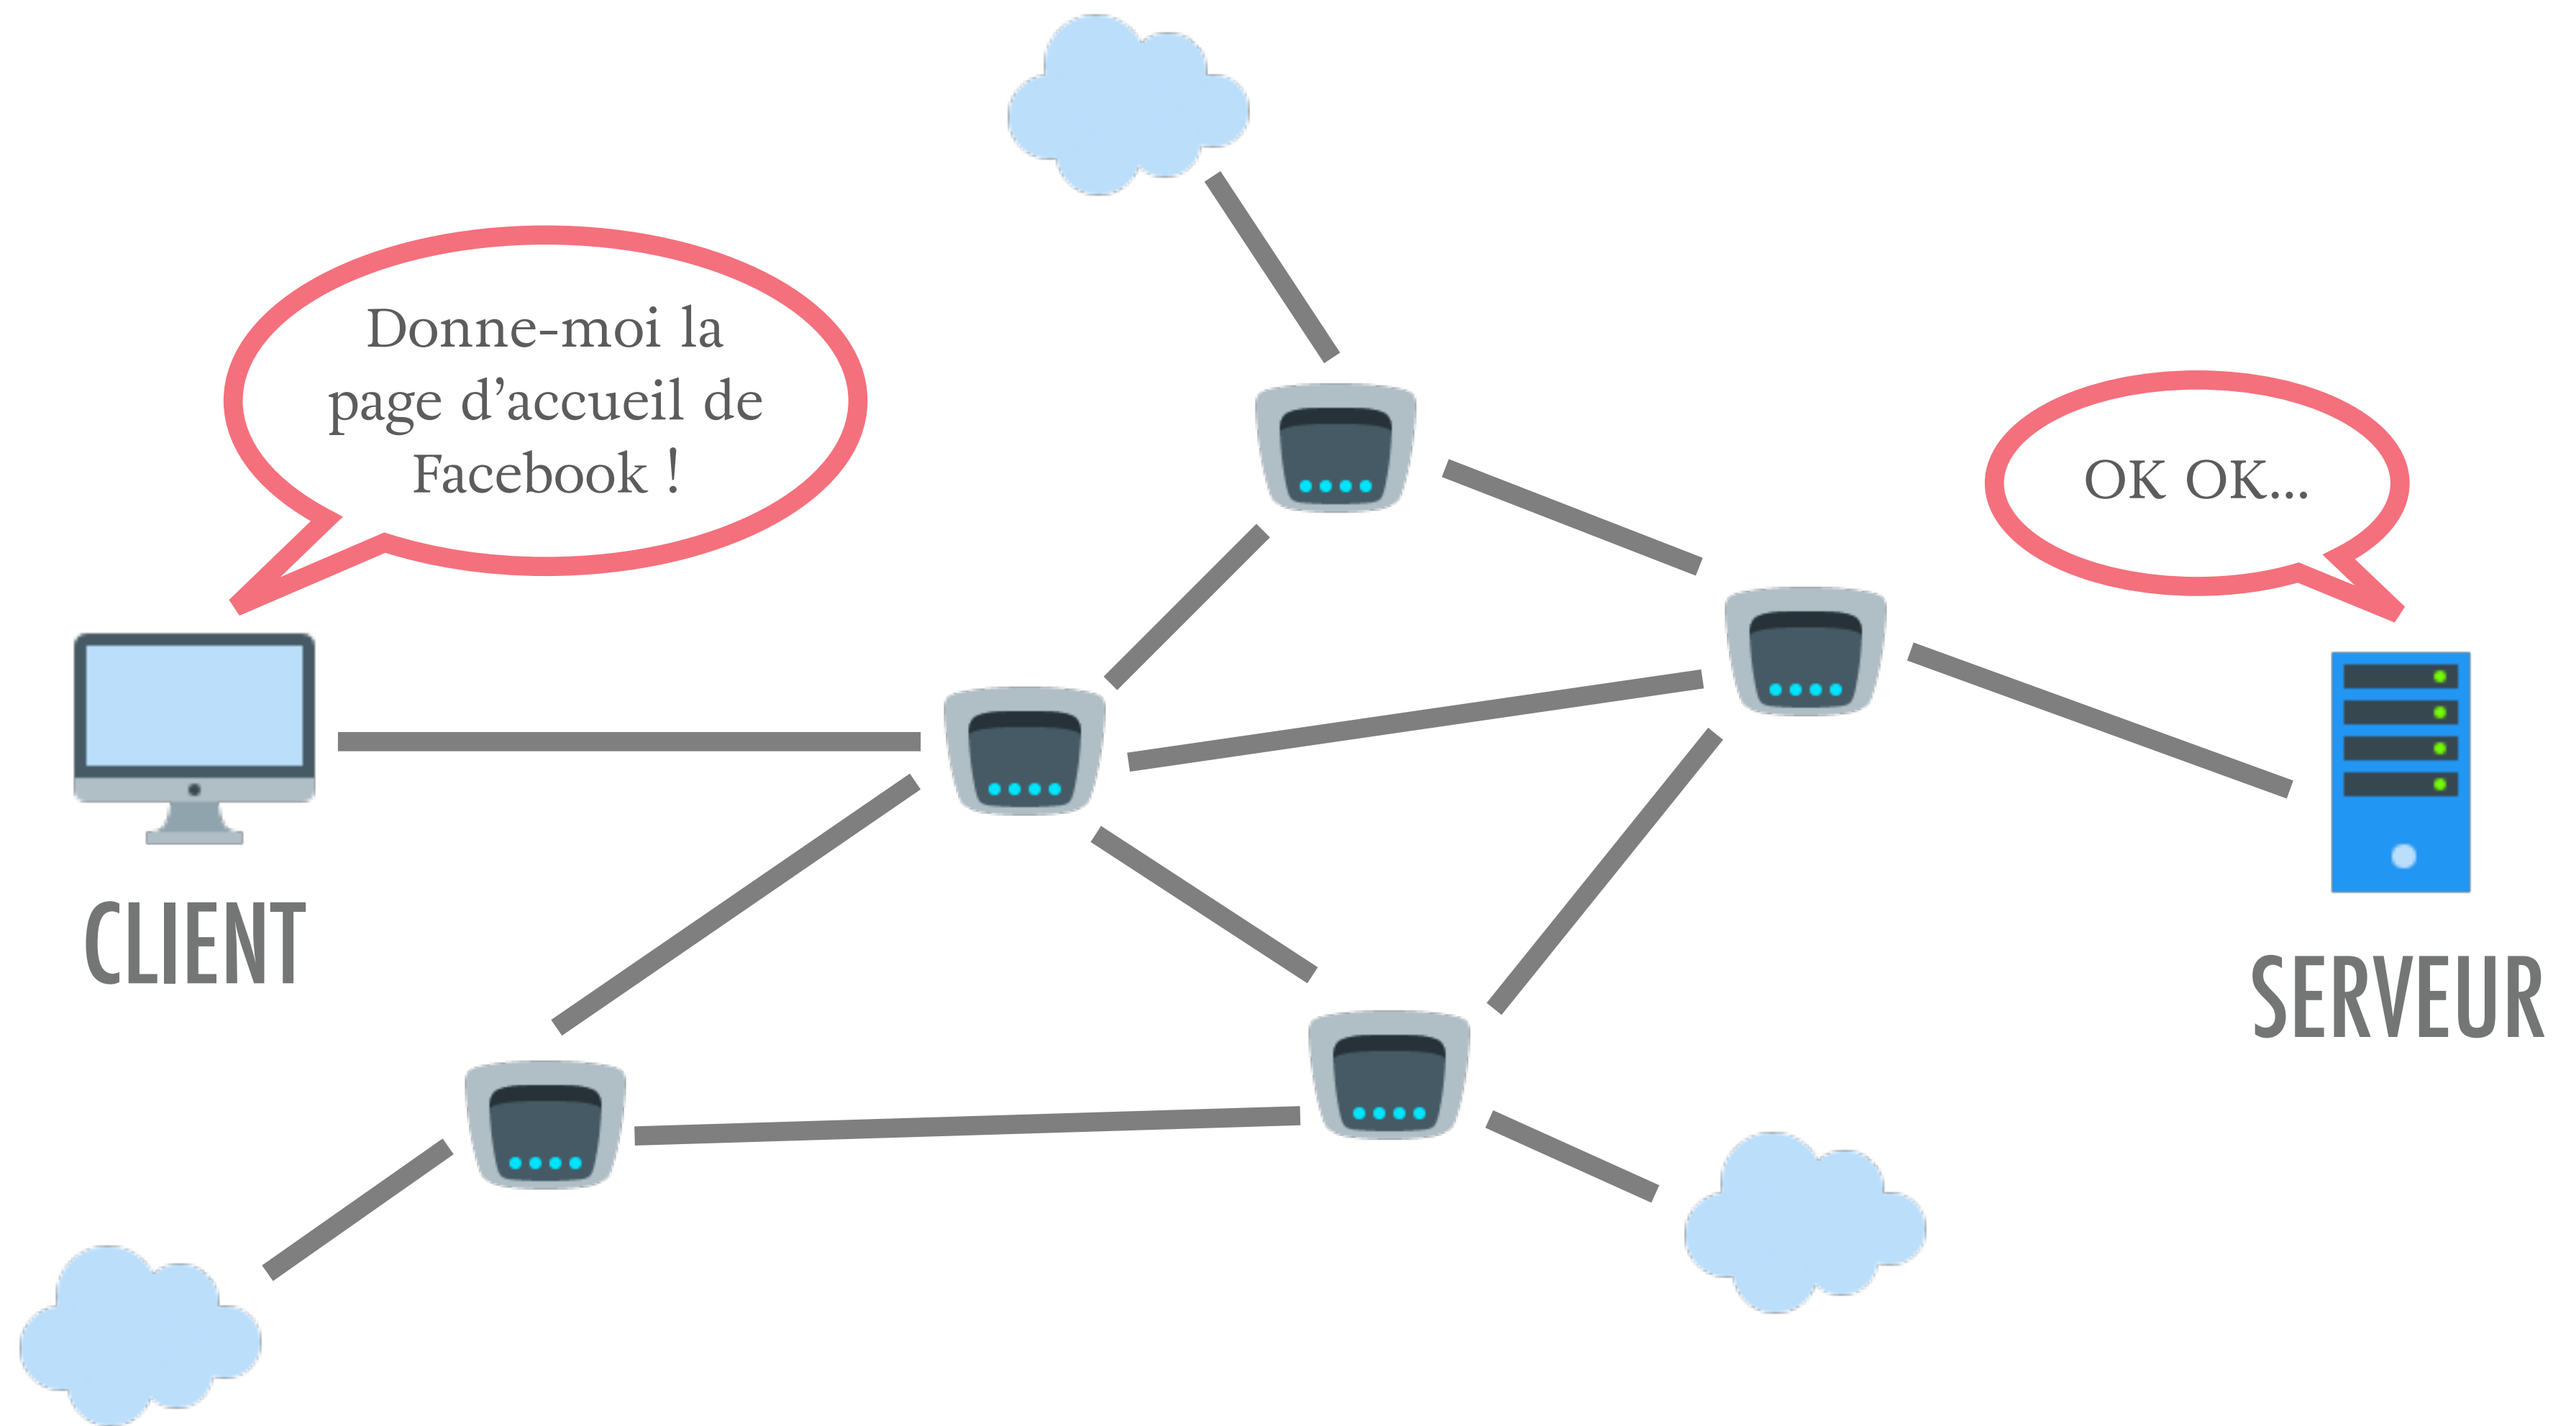 Donne-moi la
page d’accueil de
Facebook !
OK OK...
CLIENT
SERVEUR